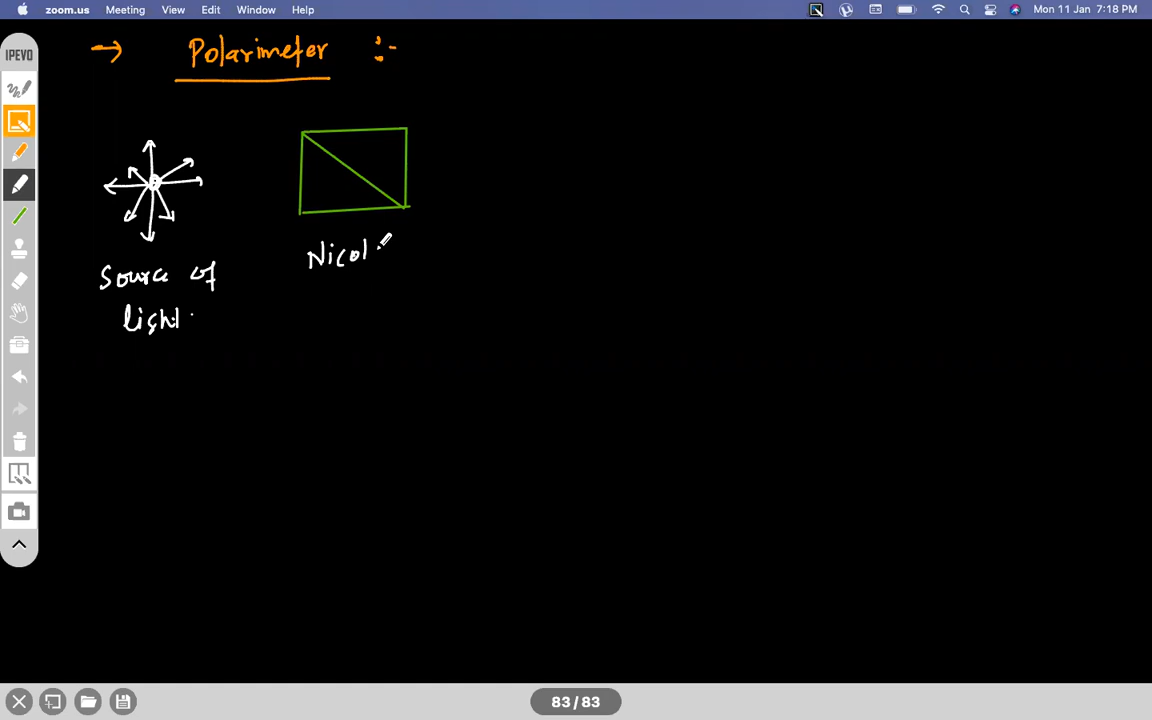 zoom.us Meeting View Edit Window Help Mon 11 Jan 7:18 PM
IPEVO
→ Polarimeter :-
Nicol
Source of
light
83/83